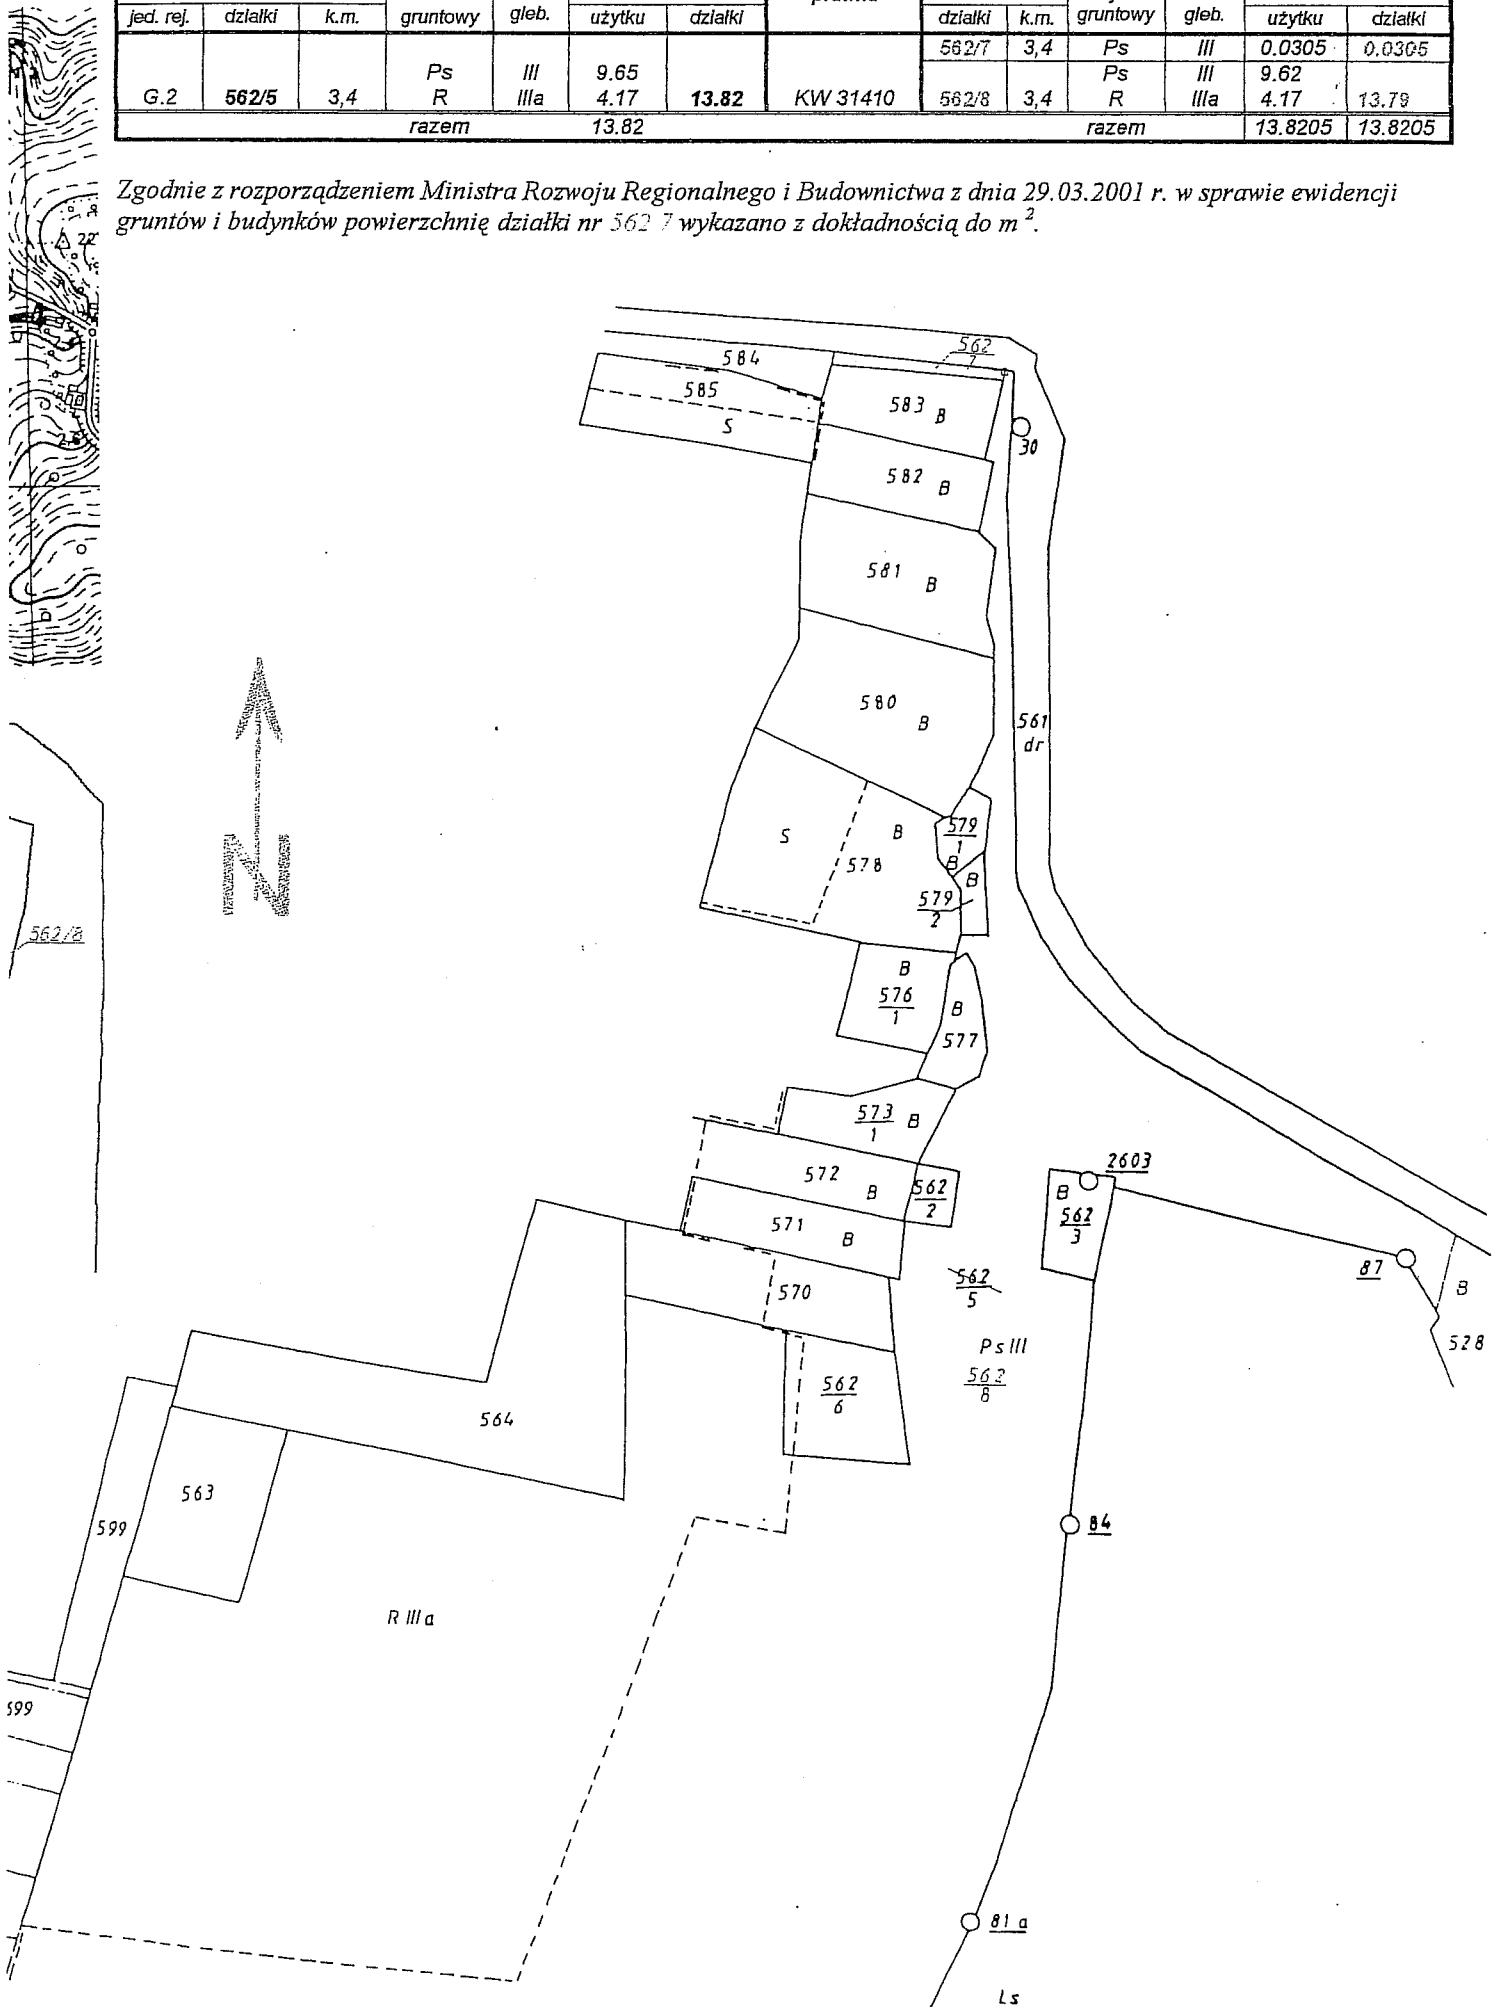 jed. rej. działki k.m. gruntowy gleb. użytku działki działki k.m. gruntowy gleb. użytku działki
562/7 3,4 Ps III 0.0305 0.0305
Ps III 9.65 Ps III 9.62
G.2 562/5 3,4 R IIIa 4.17 13.82 KW 31410 562/8 3,4 R IIIa 4.17 13.79
razem 13.82 razem 13.8205 13.8205
Zgodnie z rozporządzeniem Ministra Rozwoju Regionalnego i Budownictwa z dnia 29.03.2001 r. w sprawie ewidencji
gruntów i budynków powierzchnię działki nr 562 7 wykazano z dokładnością do m².
22
562
7
584
585
S
583 B
30
582 B
581 B
580 B
561
dr
N
S
B
578
579
1
B
B
579
2
562/8
B
576
1
B
577
573
1
B
572 B
562
2
2603
B
562
3
571 B
87
B
528
562
5
570
Ps III
562
8
562
6
564
563
599
84
R IIIa
599
81 a
Ls